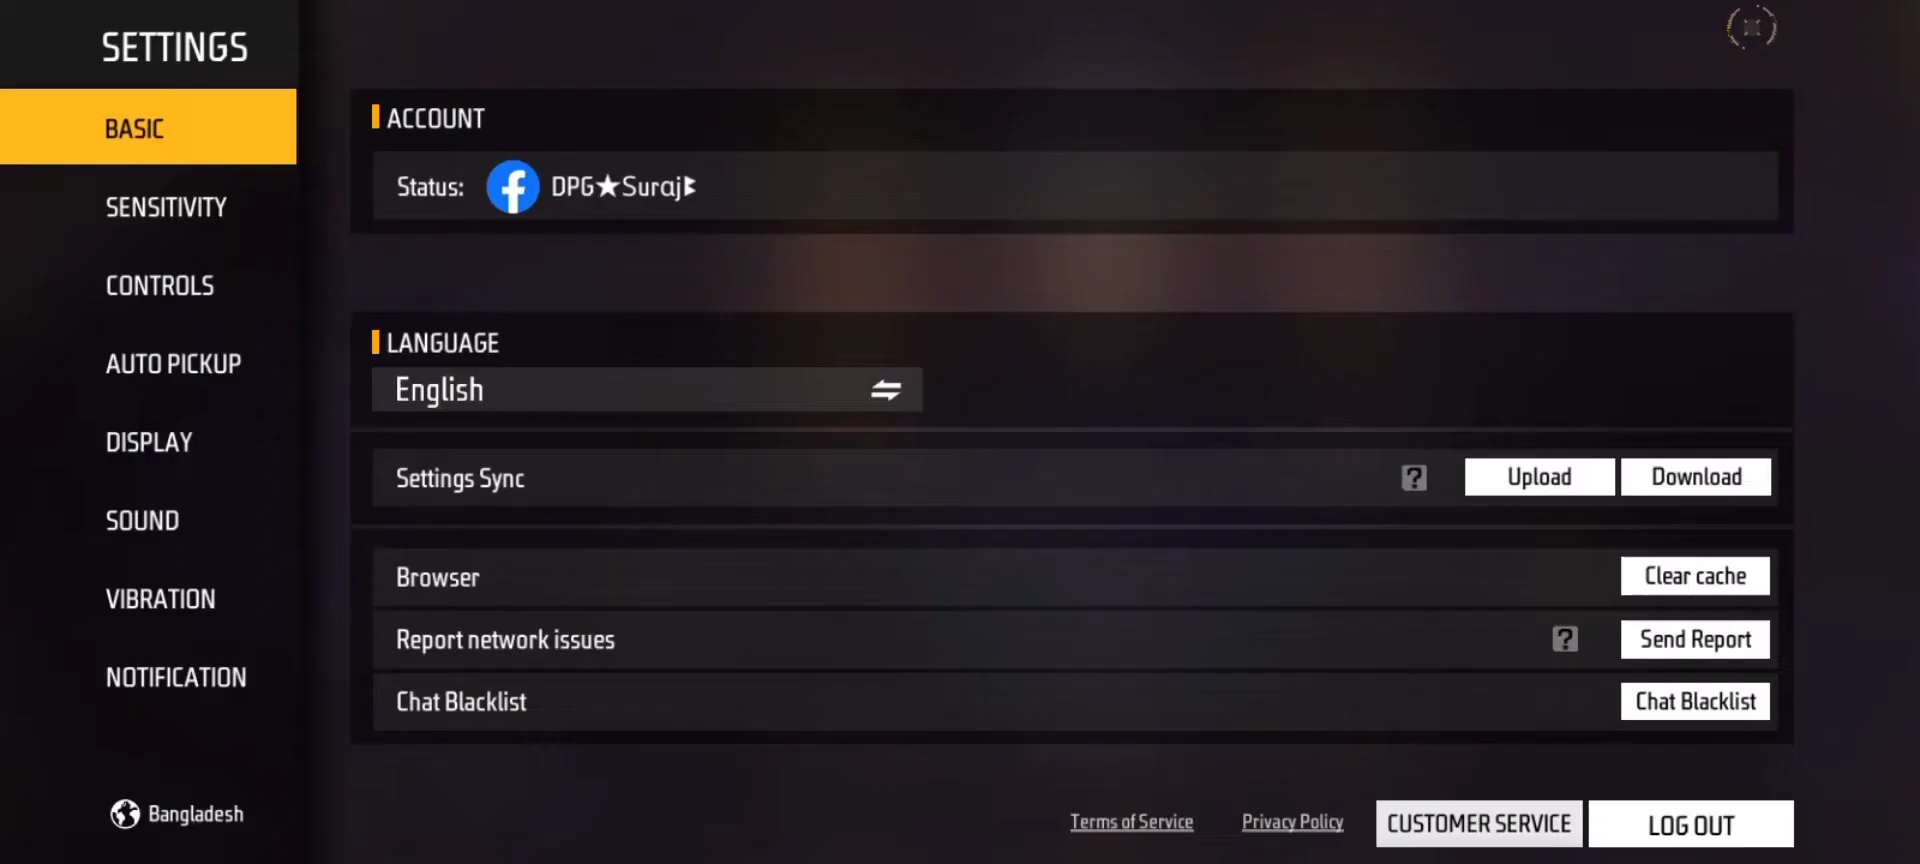 SETTINGS
BASIC
SENSITIVITY
CONTROLS
AUTO PICKUP
DISPLAY
SOUND
VIBRATION
NOTIFICATION
Bangladesh
ACCOUNT
Status: DPG★Suraj
LANGUAGE
English
Settings Sync ? Upload Download
Browser Clear cache
Report network issues ? Send Report
Chat Blacklist Chat Blacklist
Terms of Service Privacy Policy CUSTOMER SERVICE LOG OUT